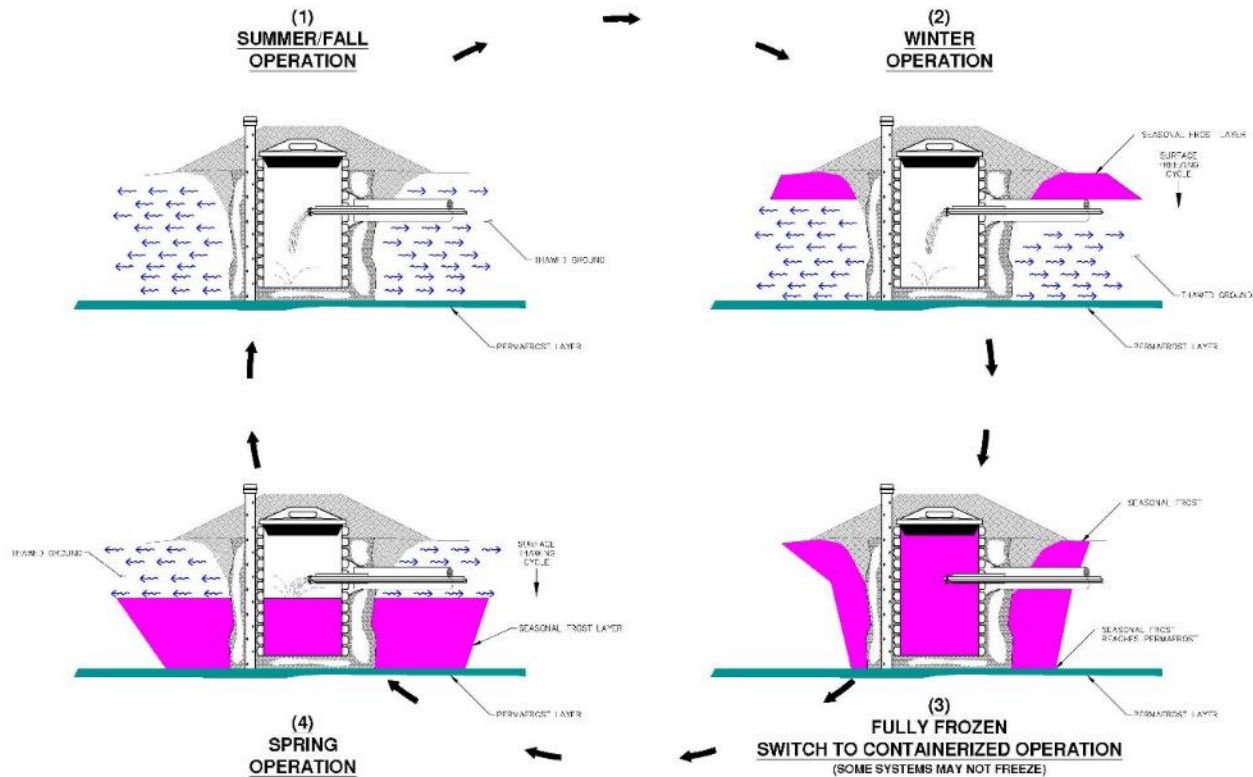 (1)
SUMMER/FALL
OPERATION
THAWED GROUND
PERMAFROST LAYER
(2)
WINTER
OPERATION
SEASONAL FROST LAYER
SURFACE
FREEZING
CYCLE
THAWED GROUND
PERMAFROST LAYER
THAWED GROUND
SURFACE
THAWING
CYCLE
SEASONAL FROST LAYER
PERMAFROST LAYER
(4)
SPRING
OPERATION
SEASONAL FROST
SEASONAL FROST
REACHES PERMAFROST
PERMAFROST LAYER
(3)
FULLY FROZEN
SWITCH TO CONTAINERIZED OPERATION
(SOME SYSTEMS MAY NOT FREEZE)